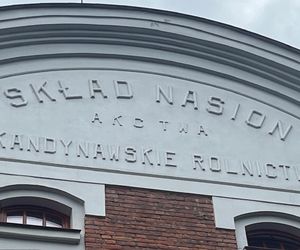 SKŁAD NASION
AKC TWA
KANDYNAWSKIE ROLNICTW